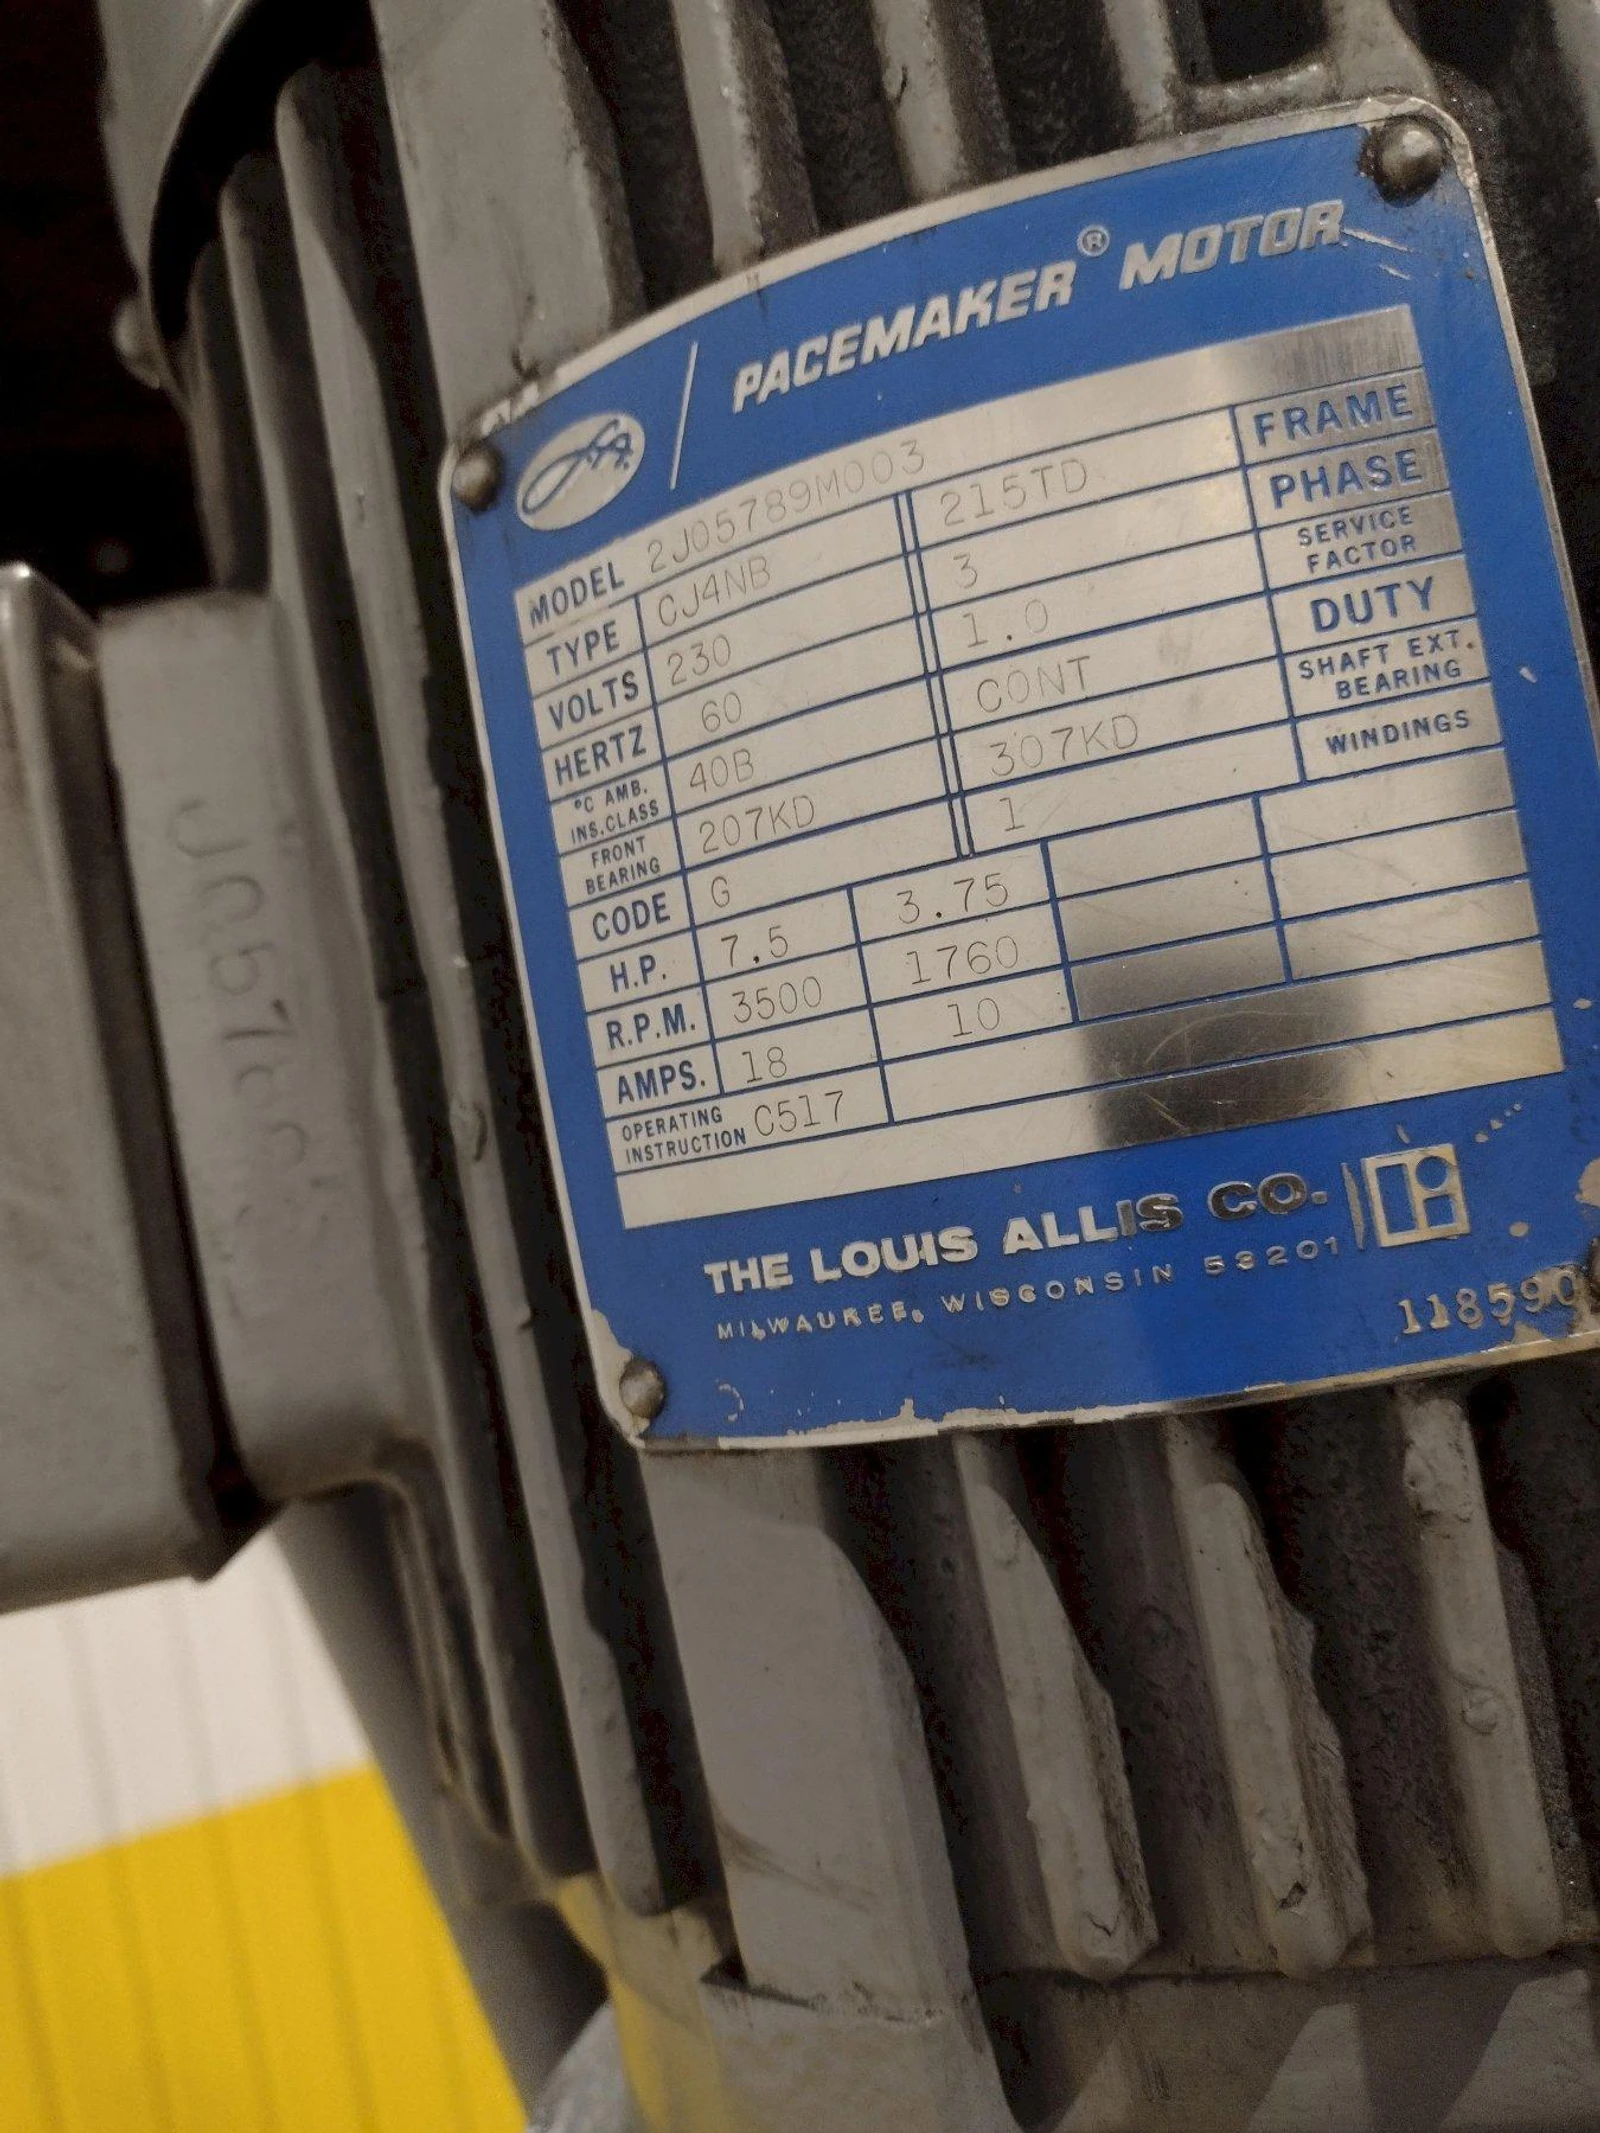 PACEMAKER® MOTOR
MODEL 2J05789M003
TYPE CJ4NB 215TD FRAME
VOLTS 230 3 PHASE
HERTZ 60 1.0 SERVICE FACTOR
°C AMB. INS.CLASS 40B CONT DUTY
FRONT BEARING 207KD 307KD SHAFT EXT. BEARING
CODE G 1 WINDINGS
H.P. 7.5 3.75
R.P.M. 3500 1760
AMPS. 18 10
OPERATING INSTRUCTION C517
THE LOUIS ALLIS CO.
MILWAUKEE, WISCONSIN 53201
118590